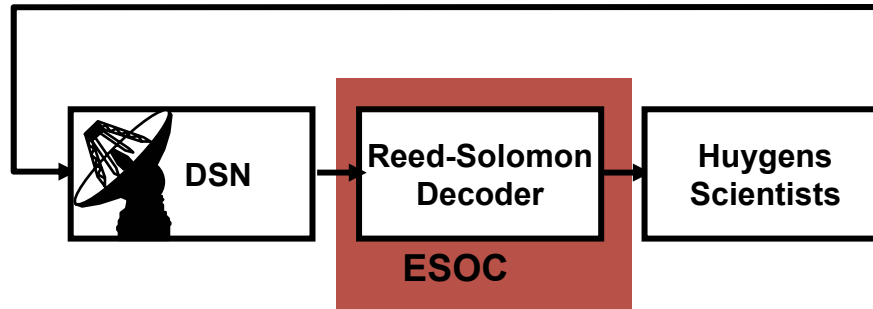 DSN
Reed-Solomon
Decoder
Huygens
Scientists
ESOC